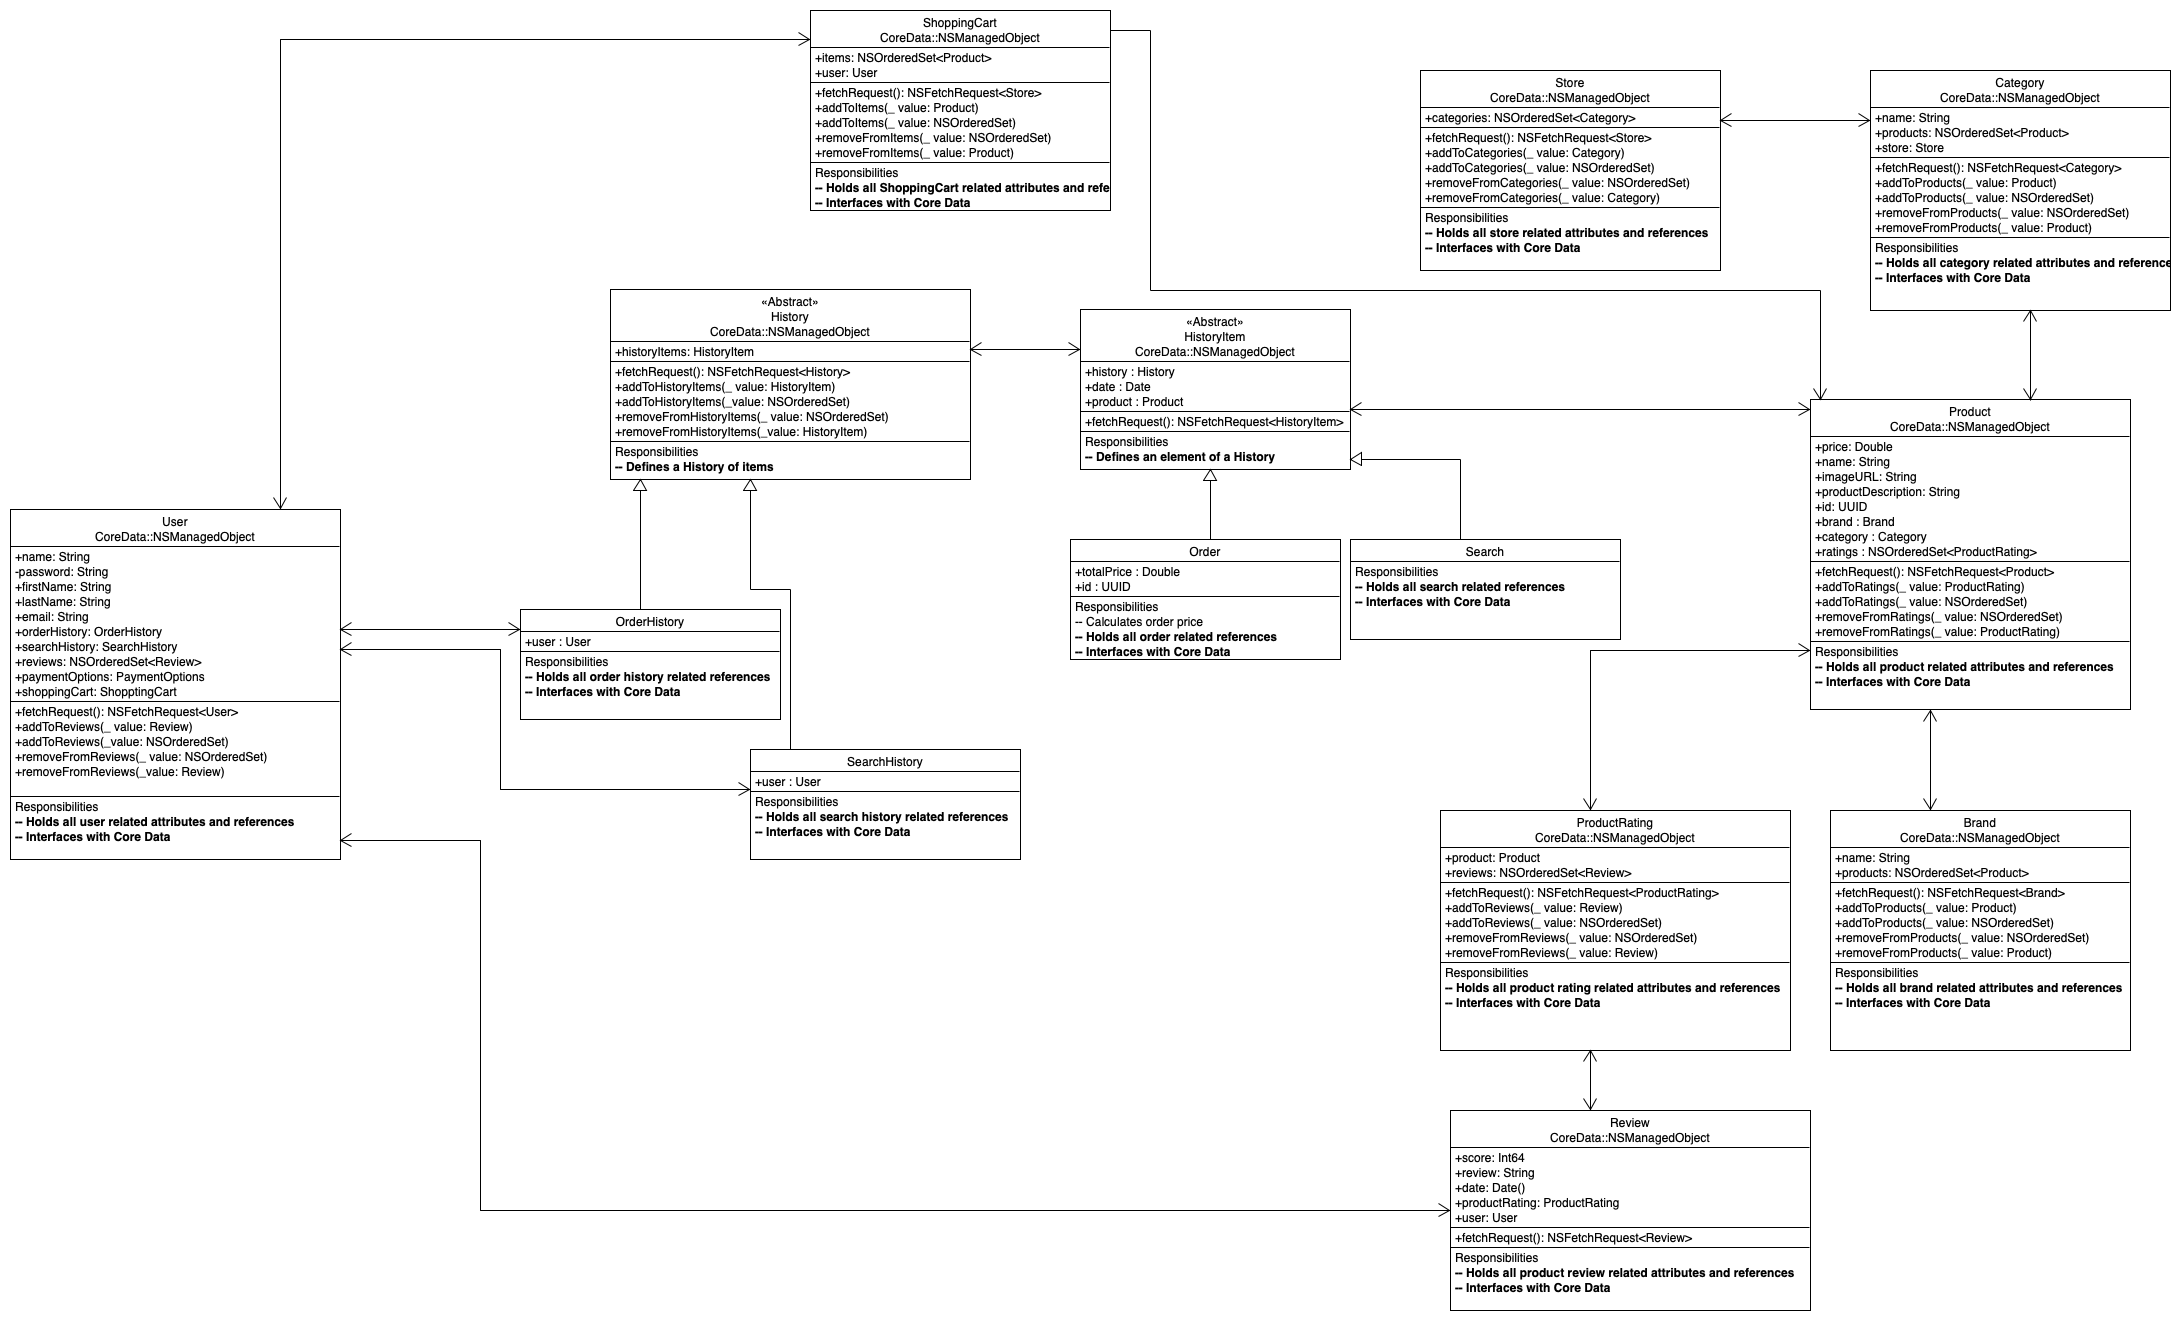 ShoppingCart
CoreData::NSManagedObject
+items: NSOrderedSet<Product>
+user: User
+fetchRequest(): NSFetchRequest<Store>
+addToItems(_ value: Product)
+addToItems(_ value: NSOrderedSet)
+removeFromItems(_ value: NSOrderedSet)
+removeFromItems(_ value: Product)
Responsibilities
-- Holds all ShoppingCart related attributes and refe
-- Interfaces with Core Data
Store
CoreData::NSManagedObject
+categories: NSOrderedSet<Category>
+fetchRequest(): NSFetchRequest<Store>
+addToCategories(_ value: Category)
+addToCategories(_ value: NSOrderedSet)
+removeFromCategories(_ value: NSOrderedSet)
+removeFromCategories(_ value: Category)
Responsibilities
-- Holds all store related attributes and references
-- Interfaces with Core Data
Category
CoreData::NSManagedObject
+name: String
+products: NSOrderedSet<Product>
+store: Store
+fetchRequest(): NSFetchRequest<Category>
+addToProducts(_ value: Product)
+addToProducts(_ value: NSOrderedSet)
+removeFromProducts(_ value: NSOrderedSet)
+removeFromProducts(_ value: Product)
Responsibilities
-- Holds all category related attributes and reference
-- Interfaces with Core Data
«Abstract»
History
CoreData::NSManagedObject
+historyItems: HistoryItem
+fetchRequest(): NSFetchRequest<History>
+addToHistoryItems(_ value: HistoryItem)
+addToHistoryItems(_value: NSOrderedSet)
+removeFromHistoryItems(_ value: NSOrderedSet)
+removeFromHistoryItems(_value: HistoryItem)
Responsibilities
-- Defines a History of items
«Abstract»
HistoryItem
CoreData::NSManagedObject
+history : History
+date : Date
+product : Product
+fetchRequest(): NSFetchRequest<HistoryItem>
Responsibilities
-- Defines an element of a History
Product
CoreData::NSManagedObject
+price: Double
+name: String
+imageURL: String
+productDescription: String
+id: UUID
+brand : Brand
+category : Category
+ratings : NSOrderedSet<ProductRating>
+fetchRequest(): NSFetchRequest<Product>
+addToRatings(_ value: ProductRating)
+addToRatings(_ value: NSOrderedSet)
+removeFromRatings(_ value: NSOrderedSet)
+removeFromRatings(_ value: ProductRating)
Responsibilities
-- Holds all product related attributes and references
-- Interfaces with Core Data
User
CoreData::NSManagedObject
+name: String
-password: String
+firstName: String
+lastName: String
+email: String
+orderHistory: OrderHistory
+searchHistory: SearchHistory
+reviews: NSOrderedSet<Review>
+paymentOptions: PaymentOptions
+shoppingCart: ShopptingCart
+fetchRequest(): NSFetchRequest<User>
+addToReviews(_ value: Review)
+addToReviews(_value: NSOrderedSet)
+removeFromReviews(_ value: NSOrderedSet)
+removeFromReviews(_value: Review)
Responsibilities
-- Holds all user related attributes and references
-- Interfaces with Core Data
Order
+totalPrice : Double
+id : UUID
Responsibilities
-- Calculates order price
-- Holds all order related references
-- Interfaces with Core Data
Search
Responsibilities
-- Holds all search related references
-- Interfaces with Core Data
OrderHistory
+user : User
Responsibilities
-- Holds all order history related references
-- Interfaces with Core Data
SearchHistory
+user : User
Responsibilities
-- Holds all search history related references
-- Interfaces with Core Data
ProductRating
CoreData::NSManagedObject
+product: Product
+reviews: NSOrderedSet<Review>
+fetchRequest(): NSFetchRequest<ProductRating>
+addToReviews(_ value: Review)
+addToReviews(_ value: NSOrderedSet)
+removeFromReviews(_ value: NSOrderedSet)
+removeFromReviews(_ value: Review)
Responsibilities
-- Holds all product rating related attributes and references
-- Interfaces with Core Data
Brand
CoreData::NSManagedObject
+name: String
+products: NSOrderedSet<Product>
+fetchRequest(): NSFetchRequest<Brand>
+addToProducts(_ value: Product)
+addToProducts(_ value: NSOrderedSet)
+removeFromProducts(_ value: NSOrderedSet)
+removeFromProducts(_ value: Product)
Responsibilities
-- Holds all brand related attributes and references
-- Interfaces with Core Data
Review
CoreData::NSManagedObject
+score: Int64
+review: String
+date: Date()
+productRating: ProductRating
+user: User
+fetchRequest(): NSFetchRequest<Review>
Responsibilities
-- Holds all product review related attributes and references
-- Interfaces with Core Data